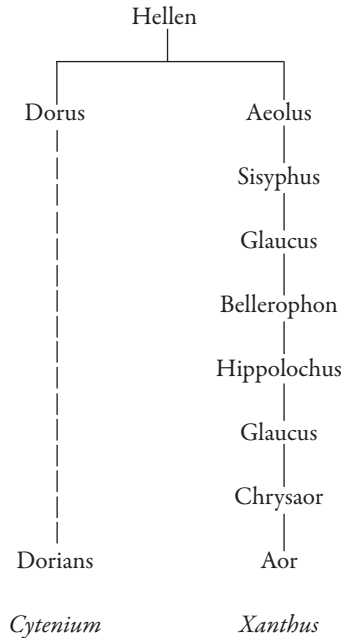 Hellen
Dorus Aeolus
Sisyphus
Glaucus
Bellerophon
Hippolochus
Glaucus
Chrysaor
Dorians Aor
Cytenium Xanthus